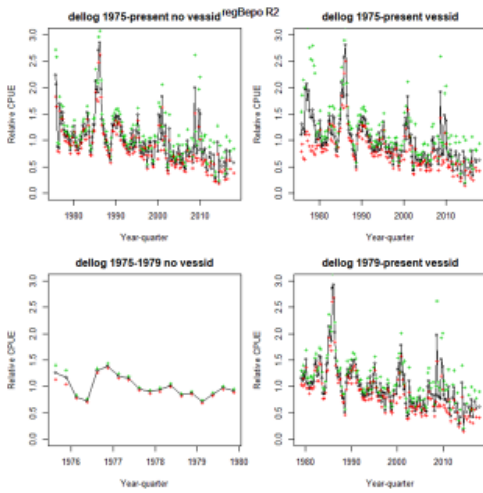 regBepo R2
dellog 1975-present no vessid
Relative CPUE
0.0 0.5 1.0 1.5 2.0 2.5 3.0
1980 1990 2000 2010
Year-quarter
dellog 1975-present vessid
Relative CPUE
0.0 0.5 1.0 1.5 2.0 2.5 3.0
1980 1990 2000 2010
Year-quarter
dellog 1975-1979 no vessid
Relative CPUE
0.0 0.5 1.0 1.5 2.0 2.5 3.0
1976 1977 1978 1979 1980
Year-quarter
dellog 1979-present vessid
Relative CPUE
0.0 0.5 1.0 1.5 2.0 2.5 3.0
1980 1990 2000 2010
Year-quarter